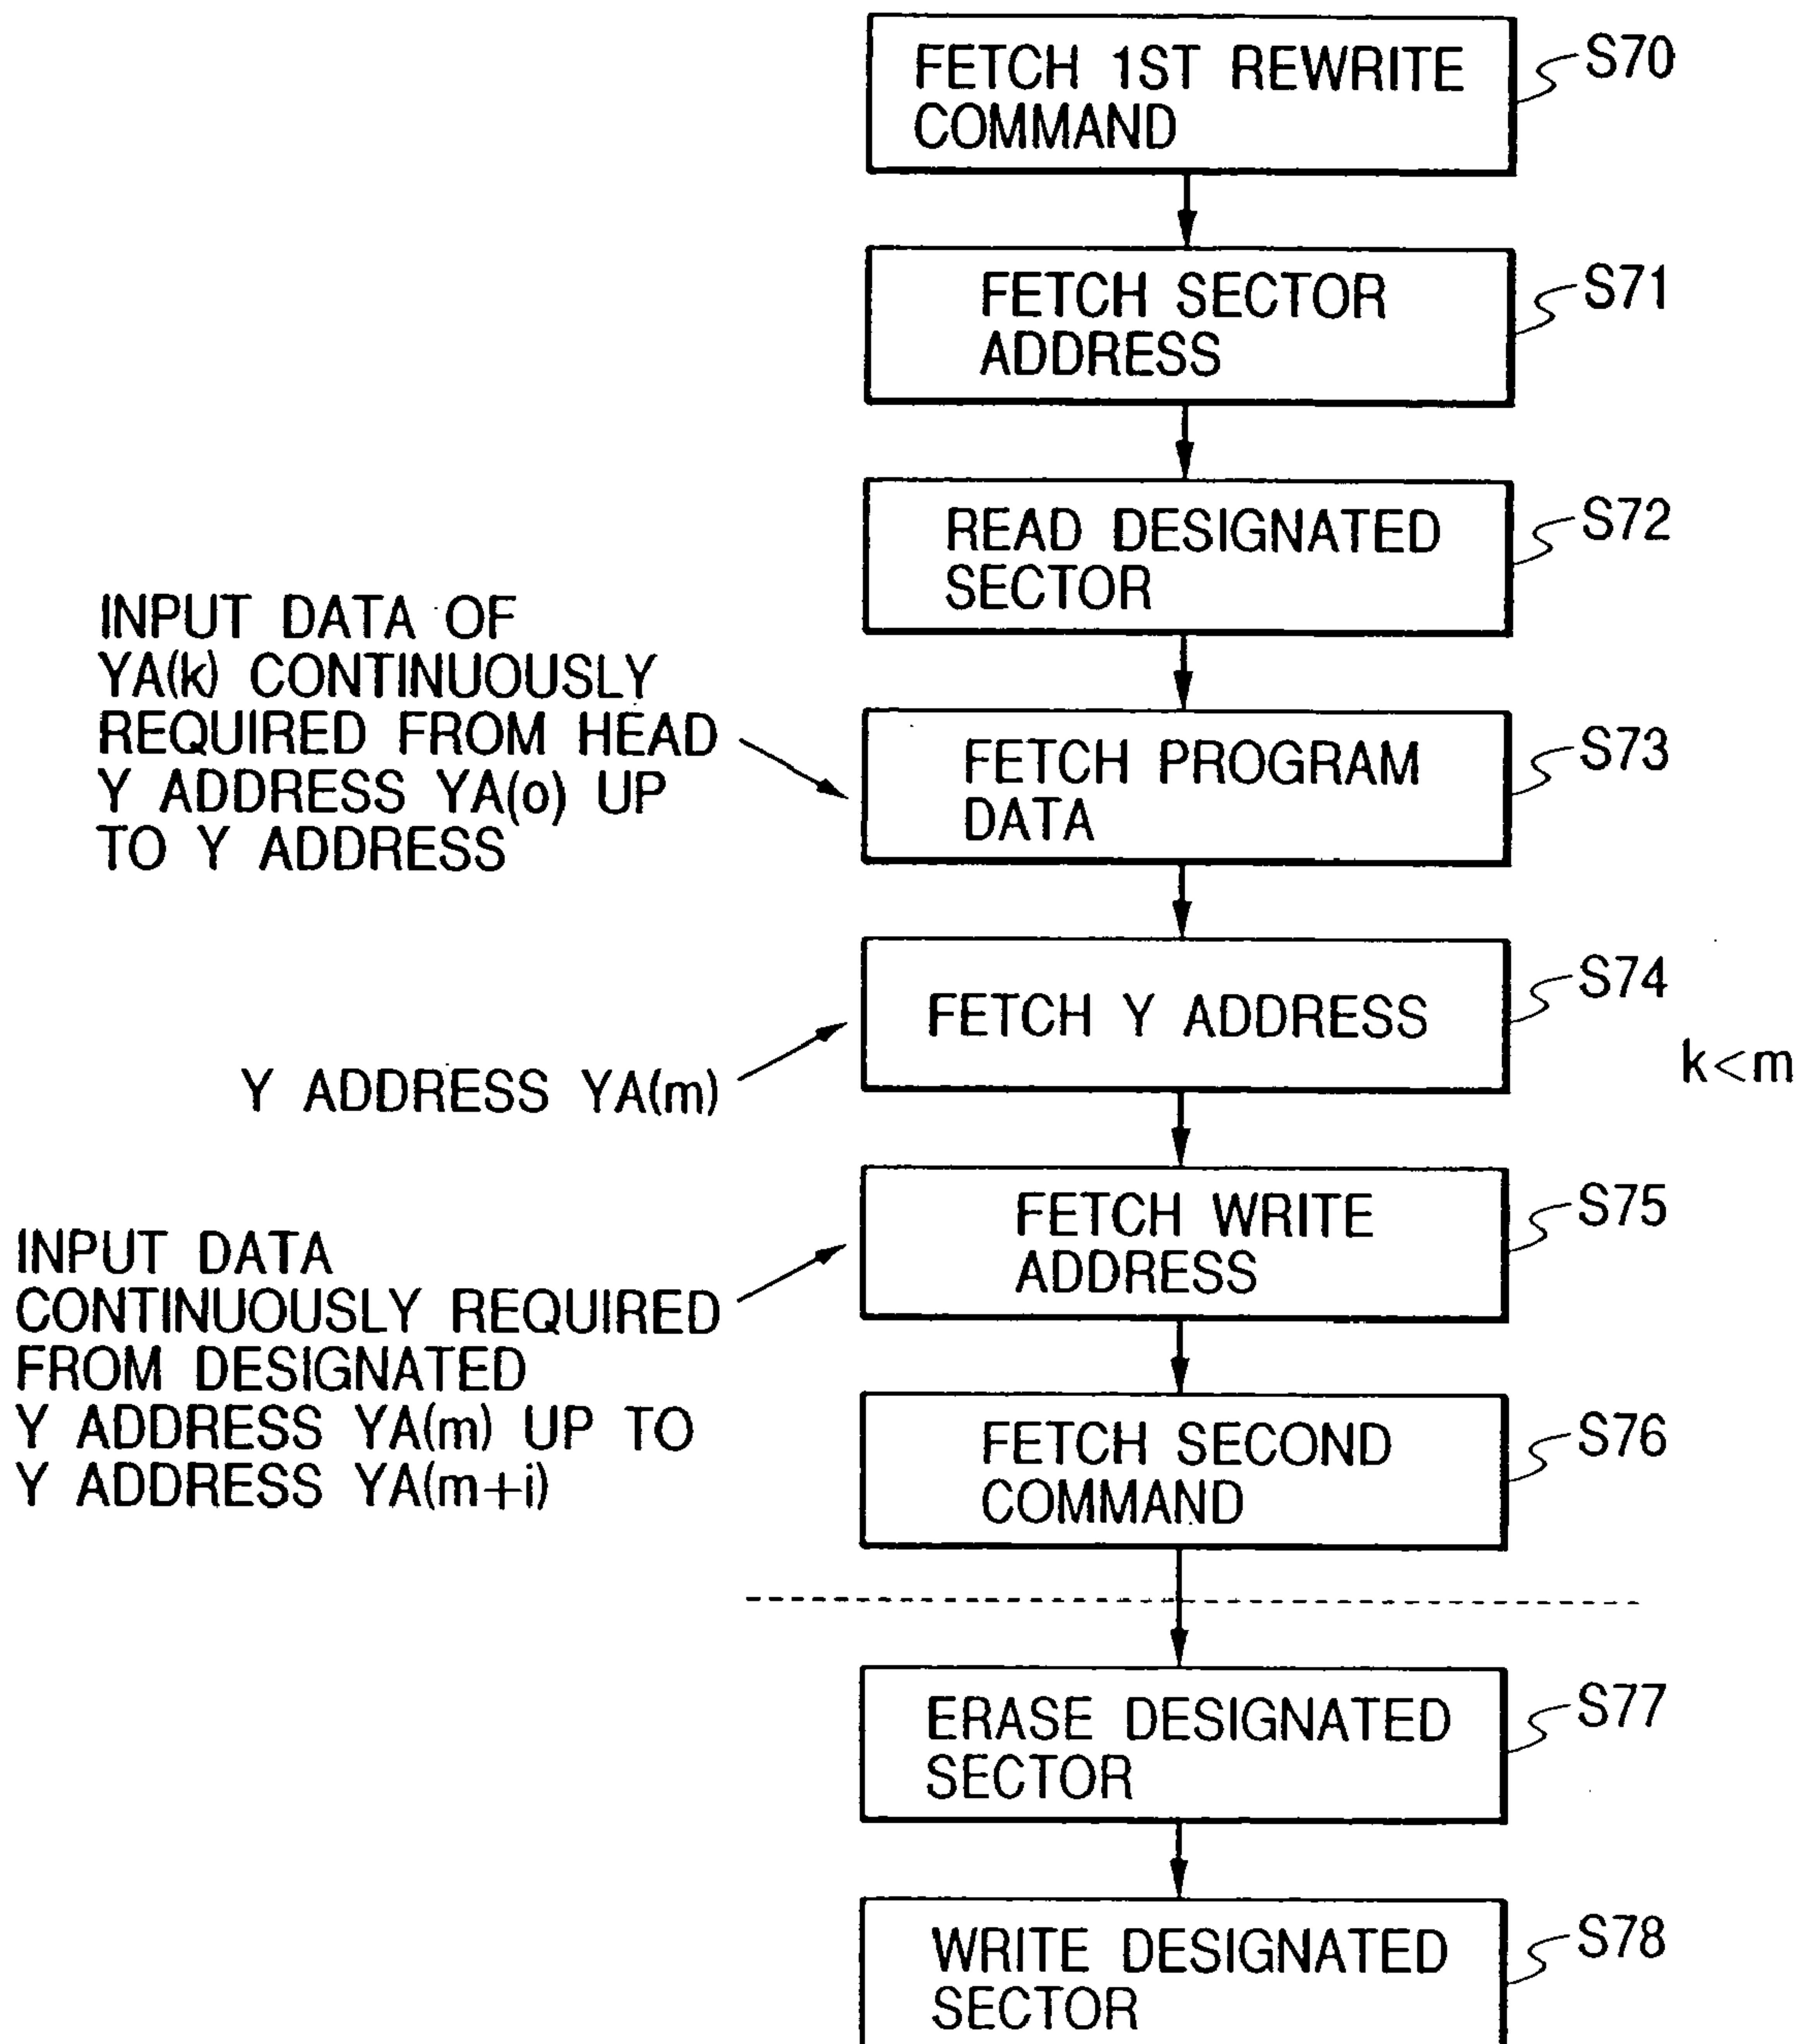 FETCH 1ST REWRITE
COMMAND
S70
FETCH SECTOR
ADDRESS
S71
READ DESIGNATED
SECTOR
S72
INPUT DATA OF
YA(k) CONTINUOUSLY
REQUIRED FROM HEAD
Y ADDRESS YA(o) UP
TO Y ADDRESS
FETCH PROGRAM
DATA
S73
FETCH Y ADDRESS
S74
k<m
Y ADDRESS YA(m)
FETCH WRITE
ADDRESS
S75
INPUT DATA
CONTINUOUSLY REQUIRED
FROM DESIGNATED
Y ADDRESS YA(m) UP TO
Y ADDRESS YA(m+i)
FETCH SECOND
COMMAND
S76
ERASE DESIGNATED
SECTOR
S77
WRITE DESIGNATED
SECTOR
S78